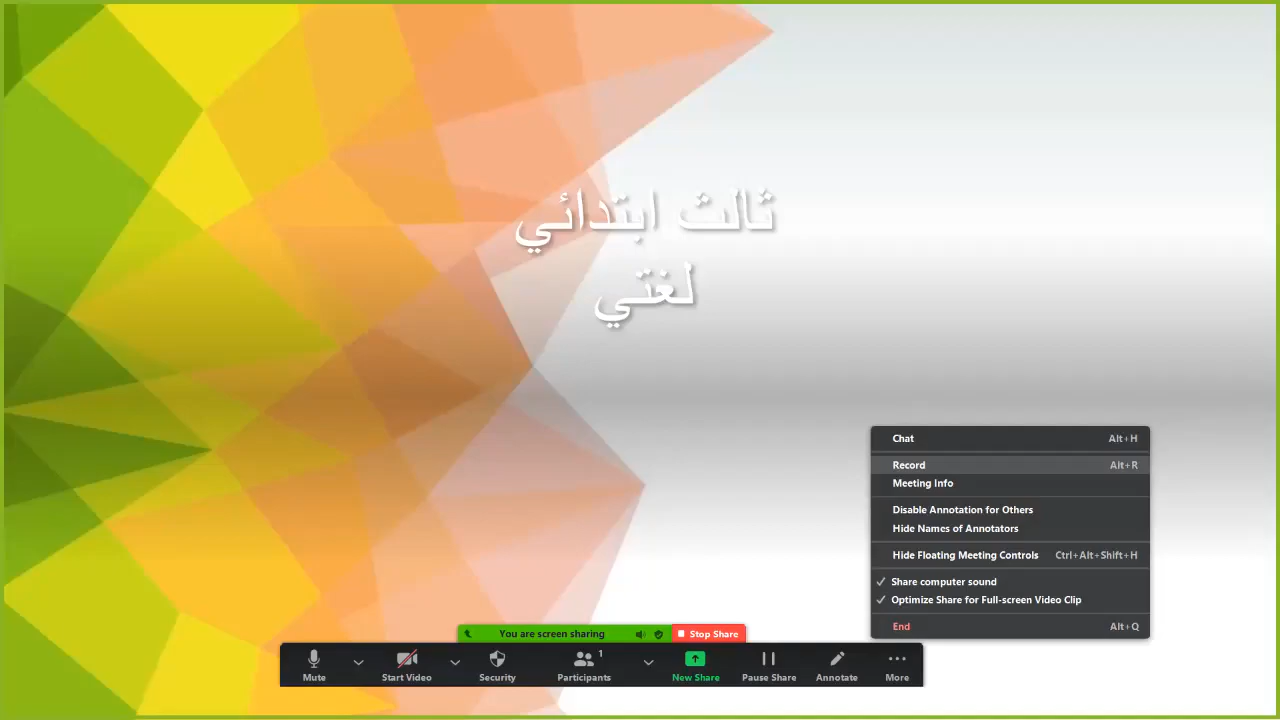 ثالث ابتدائي
لغتي
Chat Alt+H
Record Alt+R
Meeting Info
Disable Annotation for Others
Hide Names of Annotators
Hide Floating Meeting Controls Ctrl+Alt+Shift+H
Share computer sound
Optimize Share for Full-screen Video Clip
End Alt+Q
You are screen sharing Stop Share
1
Mute Start Video Security Participants New Share Pause Share Annotate More